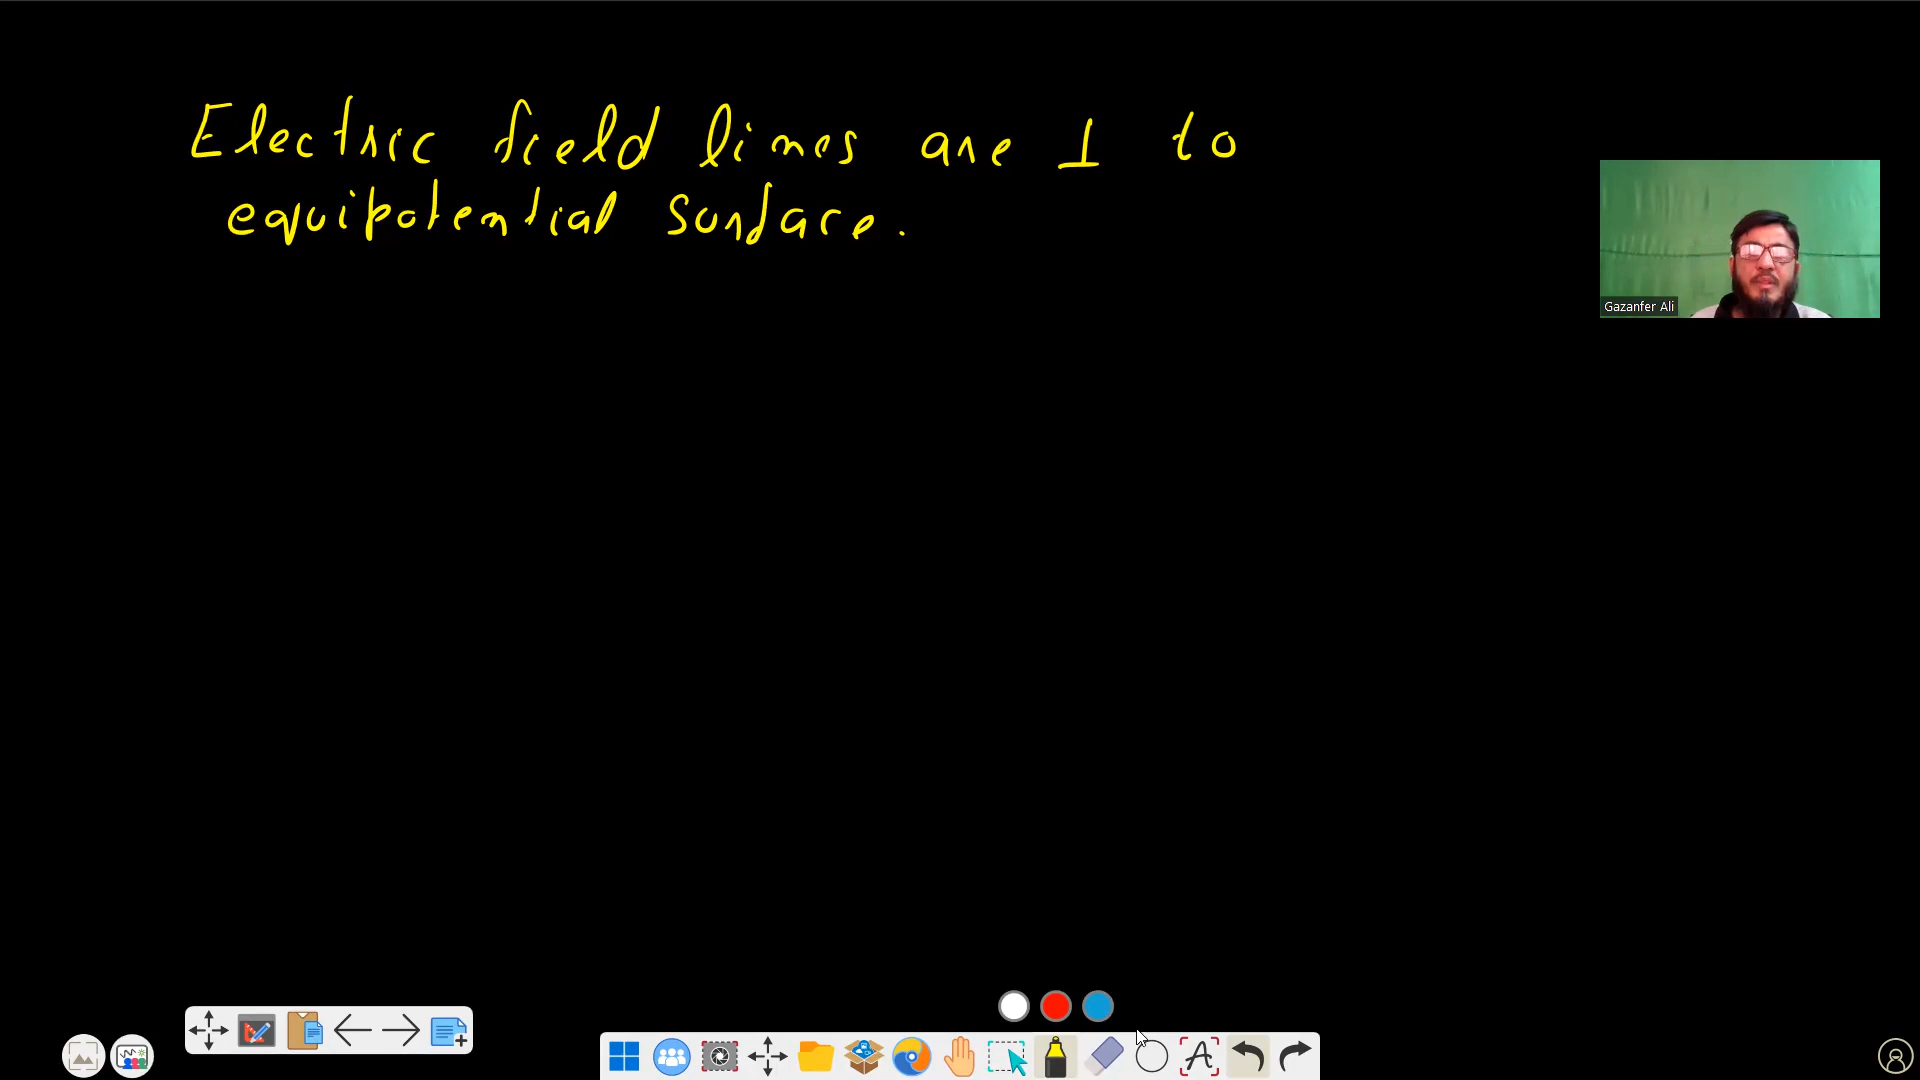 Electric field lines are ⊥ to
equipotential surface.
Gazanfer Ali